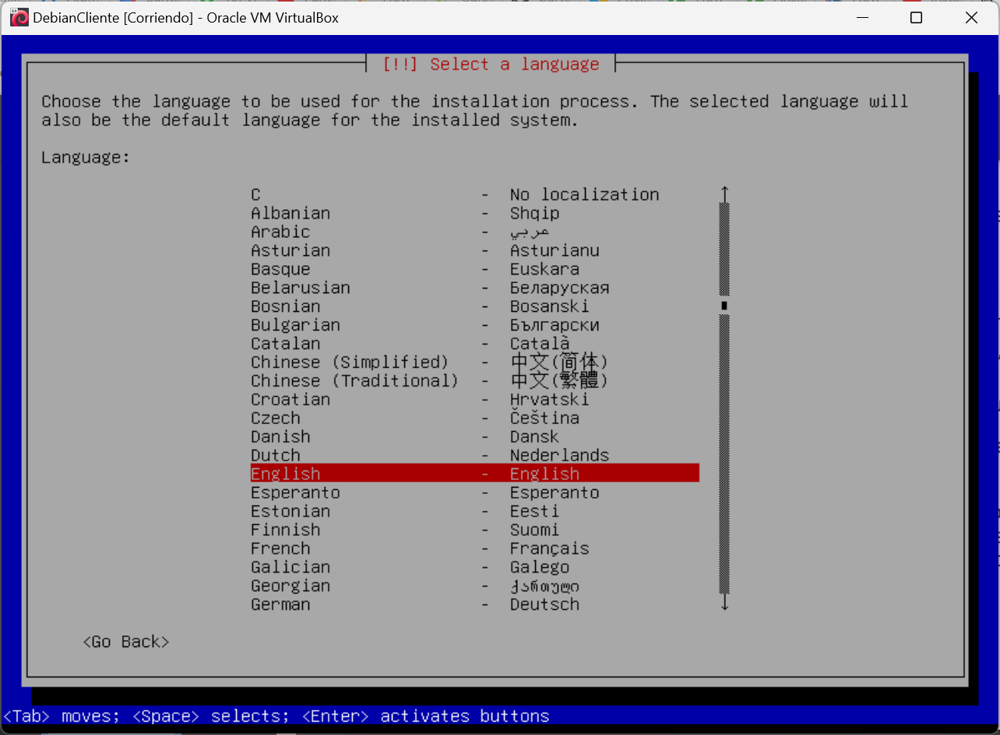 DebianCliente [Corriendo] - Oracle VM VirtualBox
[!!] Select a language
Choose the language to be used for the installation process. The selected language will
also be the default language for the installed system.
Language:
C - No localization
Albanian - Shqip
Arabic - عربي
Asturian - Asturianu
Basque - Euskara
Belarusian - Беларуская
Bosnian - Bosanski
Bulgarian - Български
Catalan - Català
Chinese (Simplified) - 中文(简体)
Chinese (Traditional) - 中文(繁體)
Croatian - Hrvatski
Czech - Čeština
Danish - Dansk
Dutch - Nederlands
English - English
Esperanto - Esperanto
Estonian - Eesti
Finnish - Suomi
French - Français
Galician - Galego
Georgian - ქართული
German - Deutsch
<Go Back>
<Tab> moves; <Space> selects; <Enter> activates buttons